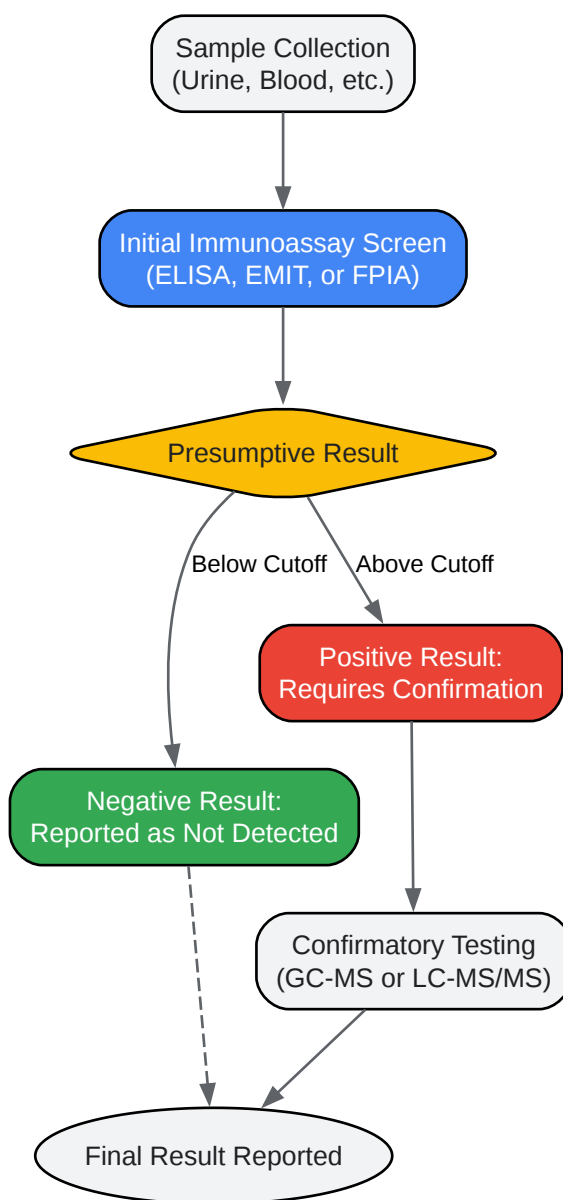 Sample Collection
(Urine, Blood, etc.)
Initial Immunoassay Screen
(ELISA, EMIT, or FPIA)
Presumptive Result
Below Cutoff
Above Cutoff
Positive Result:
Requires Confirmation
Negative Result:
Reported as Not Detected
Confirmatory Testing
(GC-MS or LC-MS/MS)
Final Result Reported